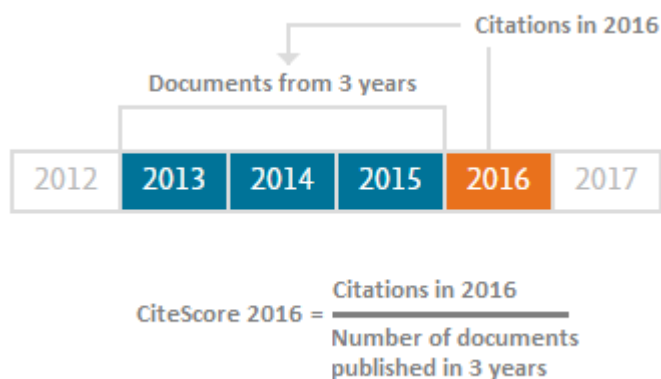 Citations in 2016
Documents from 3 years
2012 2013 2014 2015 2016 2017
Citations in 2016
CiteScore 2016 =
Number of documents
published in 3 years